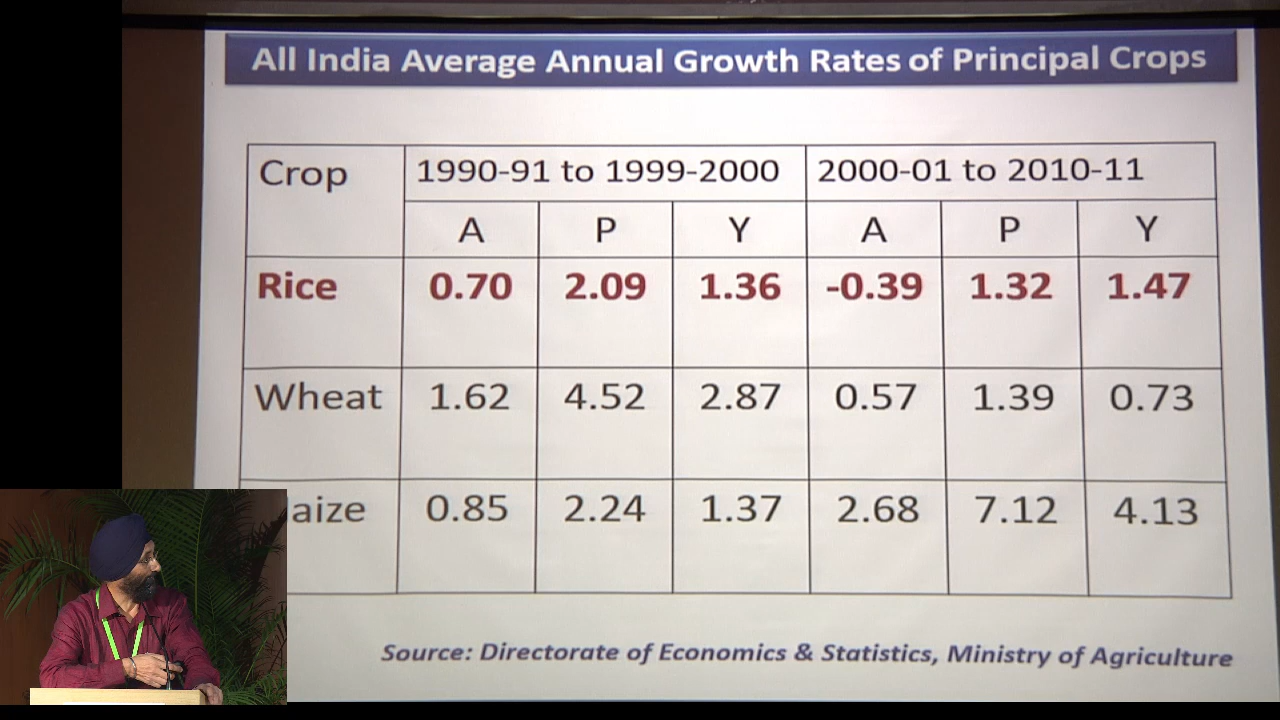 All India Average Annual Growth Rates of Principal Crops
Crop 1990-91 to 1999-2000 2000-01 to 2010-11
A P Y A P Y
Rice 0.70 2.09 1.36 -0.39 1.32 1.47
Wheat 1.62 4.52 2.87 0.57 1.39 0.73
aize 0.85 2.24 1.37 2.68 7.12 4.13
Source: Directorate of Economics & Statistics, Ministry of Agriculture